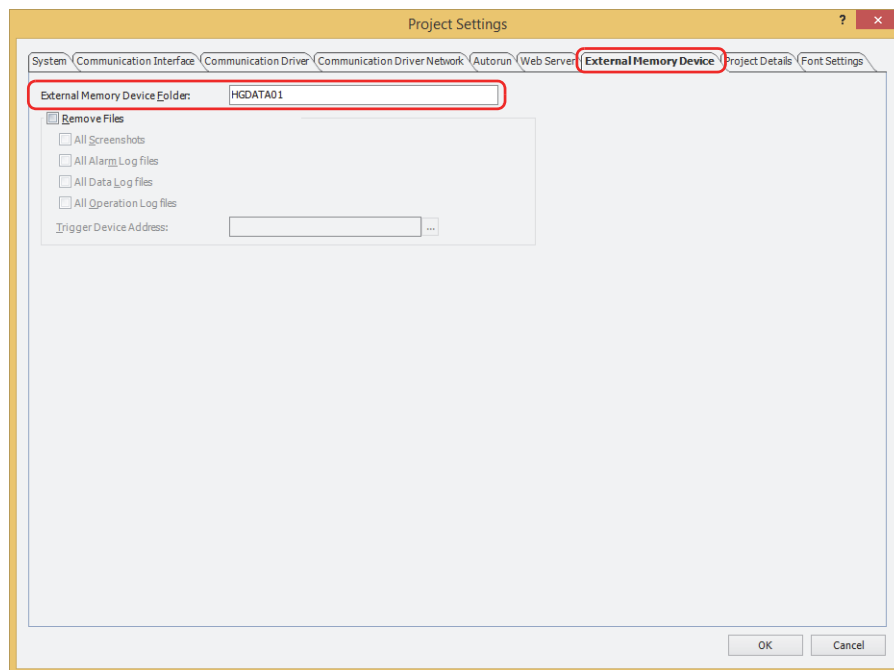 Project Settings
?
System Communication Interface Communication Driver Communication Driver Network Autorun Web Server External Memory Device Project Details Font Settings
External Memory Device Folder: HGDATA01
Remove Files
All Screenshots
All Alarm Log files
All Data Log files
All Operation Log files
Trigger Device Address: ...
OK Cancel